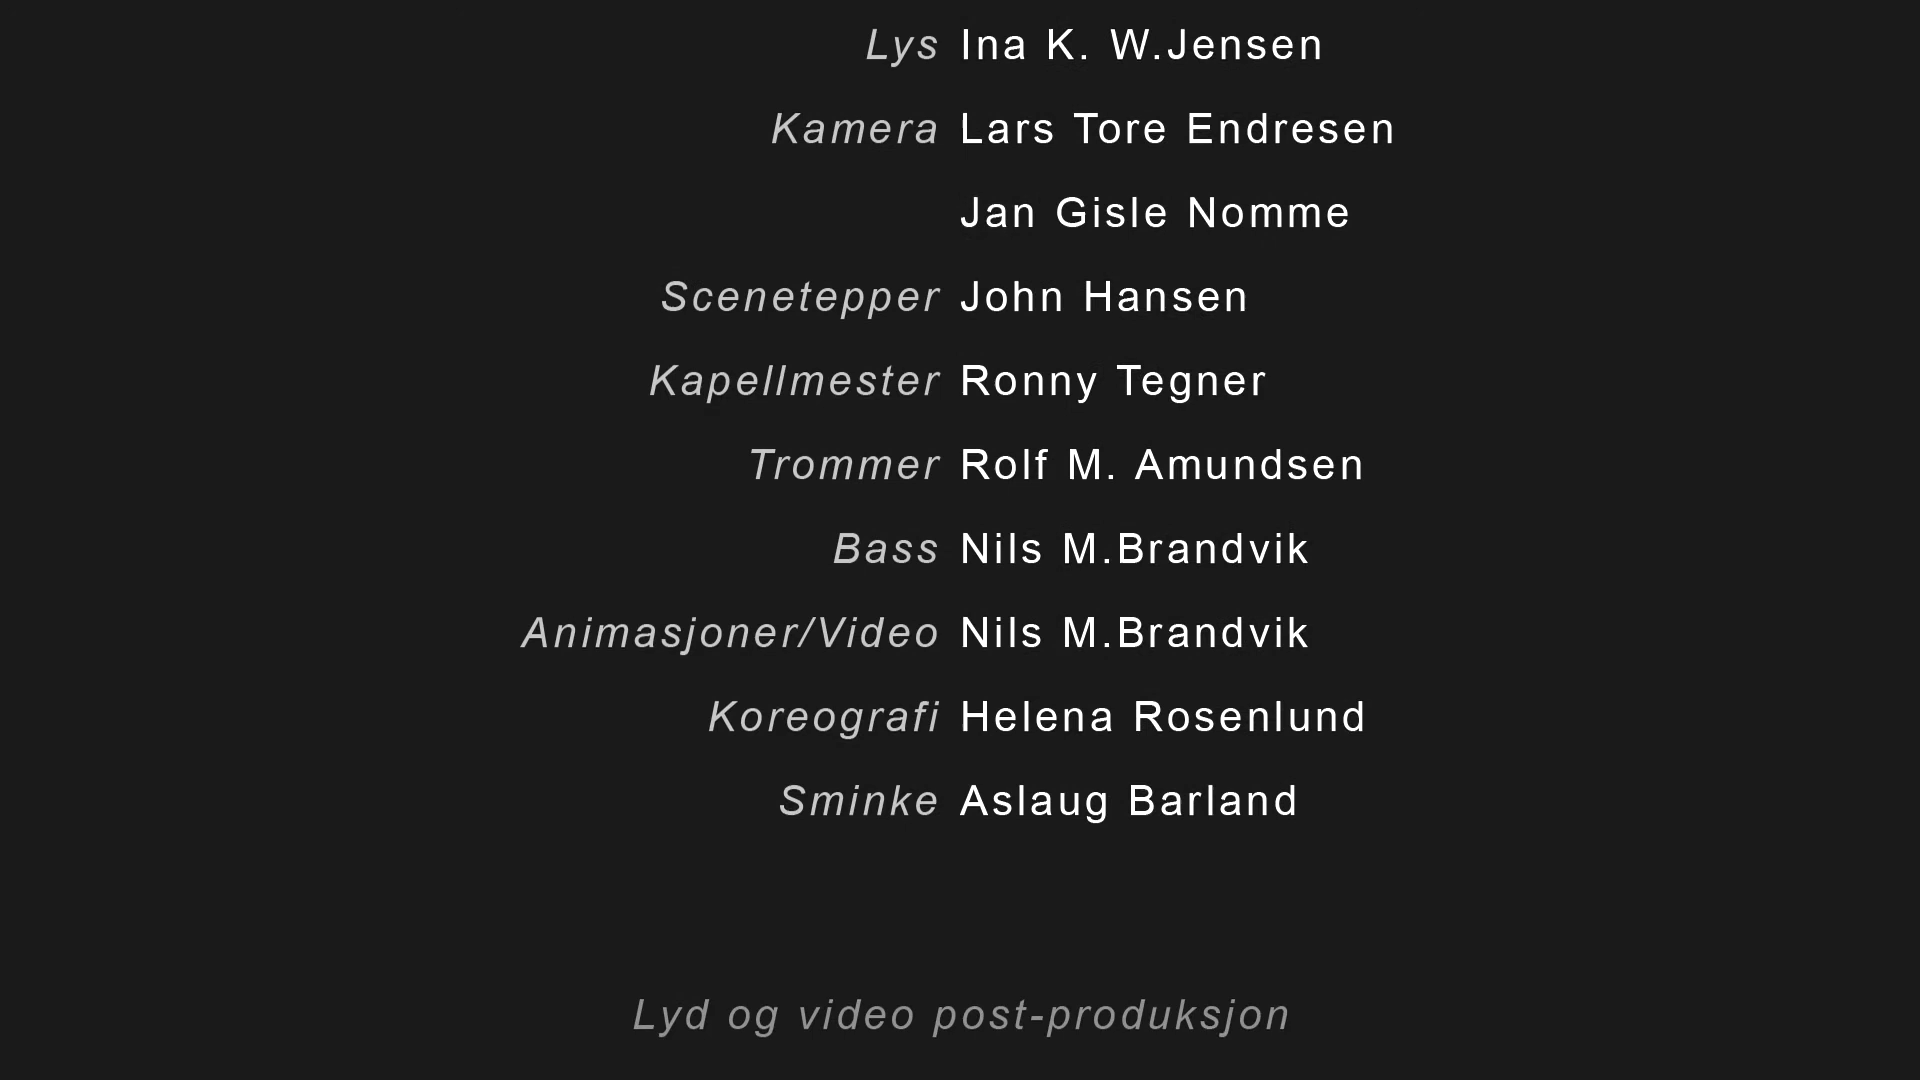 Lys Ina K. W.Jensen
Kamera Lars Tore Endresen
Jan Gisle Nomme
Scenetepper John Hansen
Kapellmester Ronny Tegner
Trommer Rolf M. Amundsen
Bass Nils M.Brandvik
Animasjoner/Video Nils M.Brandvik
Koreografi Helena Rosenlund
Sminke Aslaug Barland
Lyd og video post-produksjon